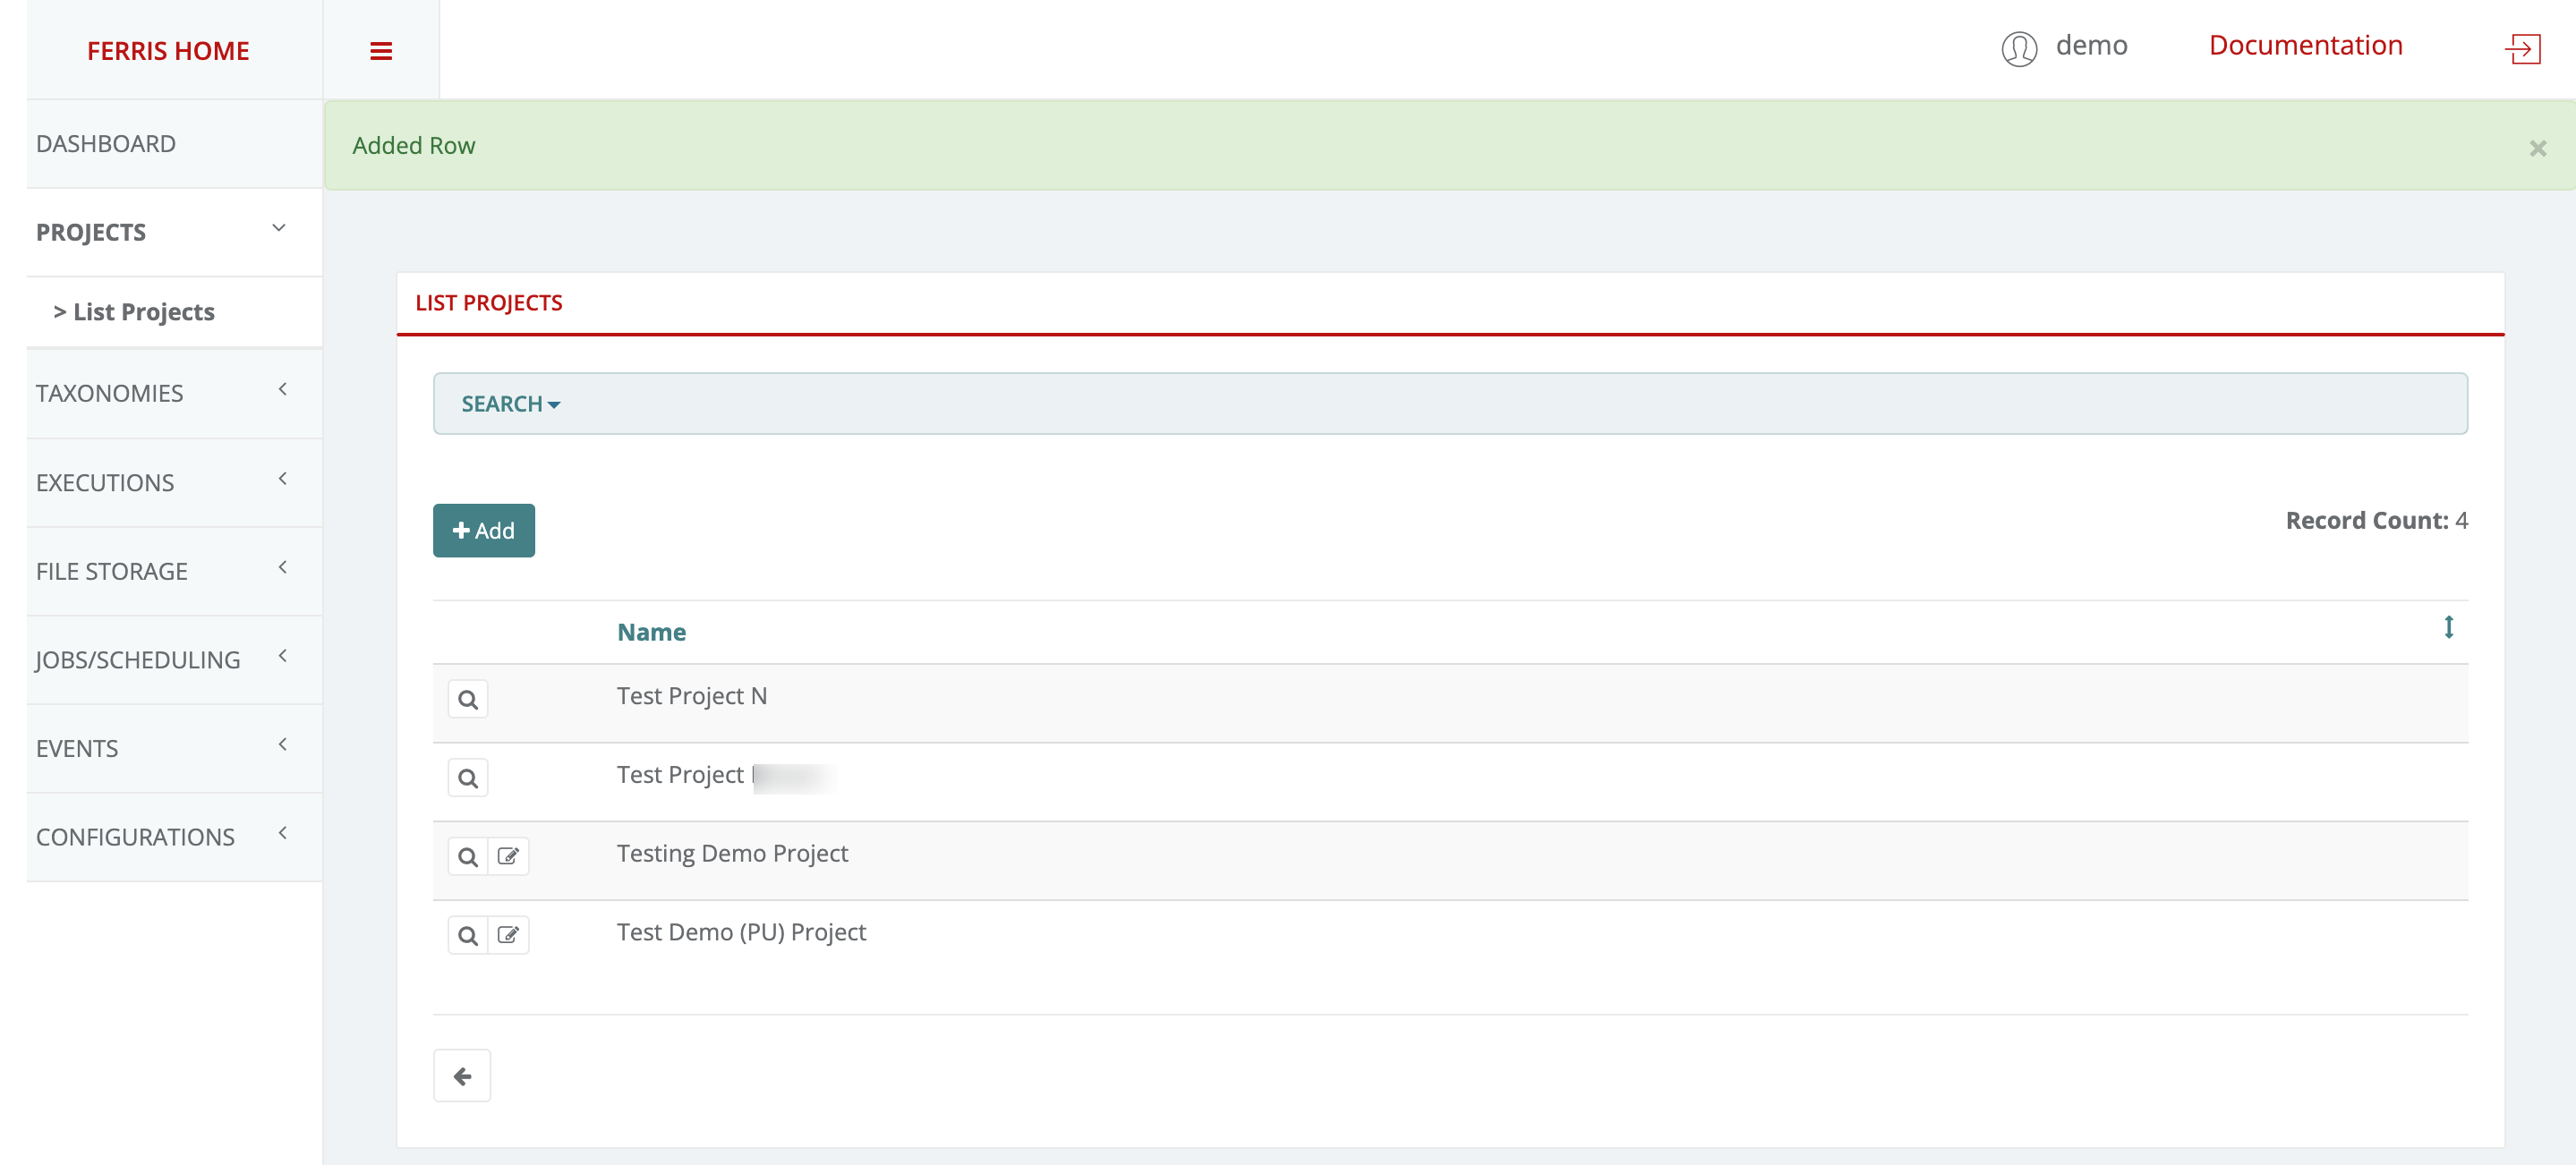 FERRIS HOME
demo
Documentation
DASHBOARD
Added Row
×
PROJECTS
> List Projects
LIST PROJECTS
TAXONOMIES
SEARCH
EXECUTIONS
+ Add
Record Count: 4
FILE STORAGE
Name
JOBS/SCHEDULING
Test Project N
EVENTS
Test Project
CONFIGURATIONS
Testing Demo Project
Test Demo (PU) Project